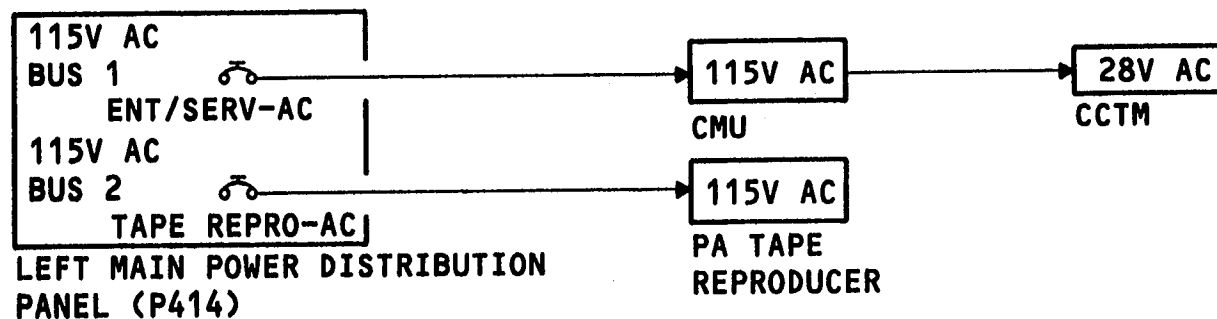 115V AC
BUS 1
ENT/SERV-AC
115V AC
BUS 2
TAPE REPRO-AC
LEFT MAIN POWER DISTRIBUTION
PANEL (P414)
115V AC
CMU
115V AC
PA TAPE
REPRODUCER
28V AC
CCTM